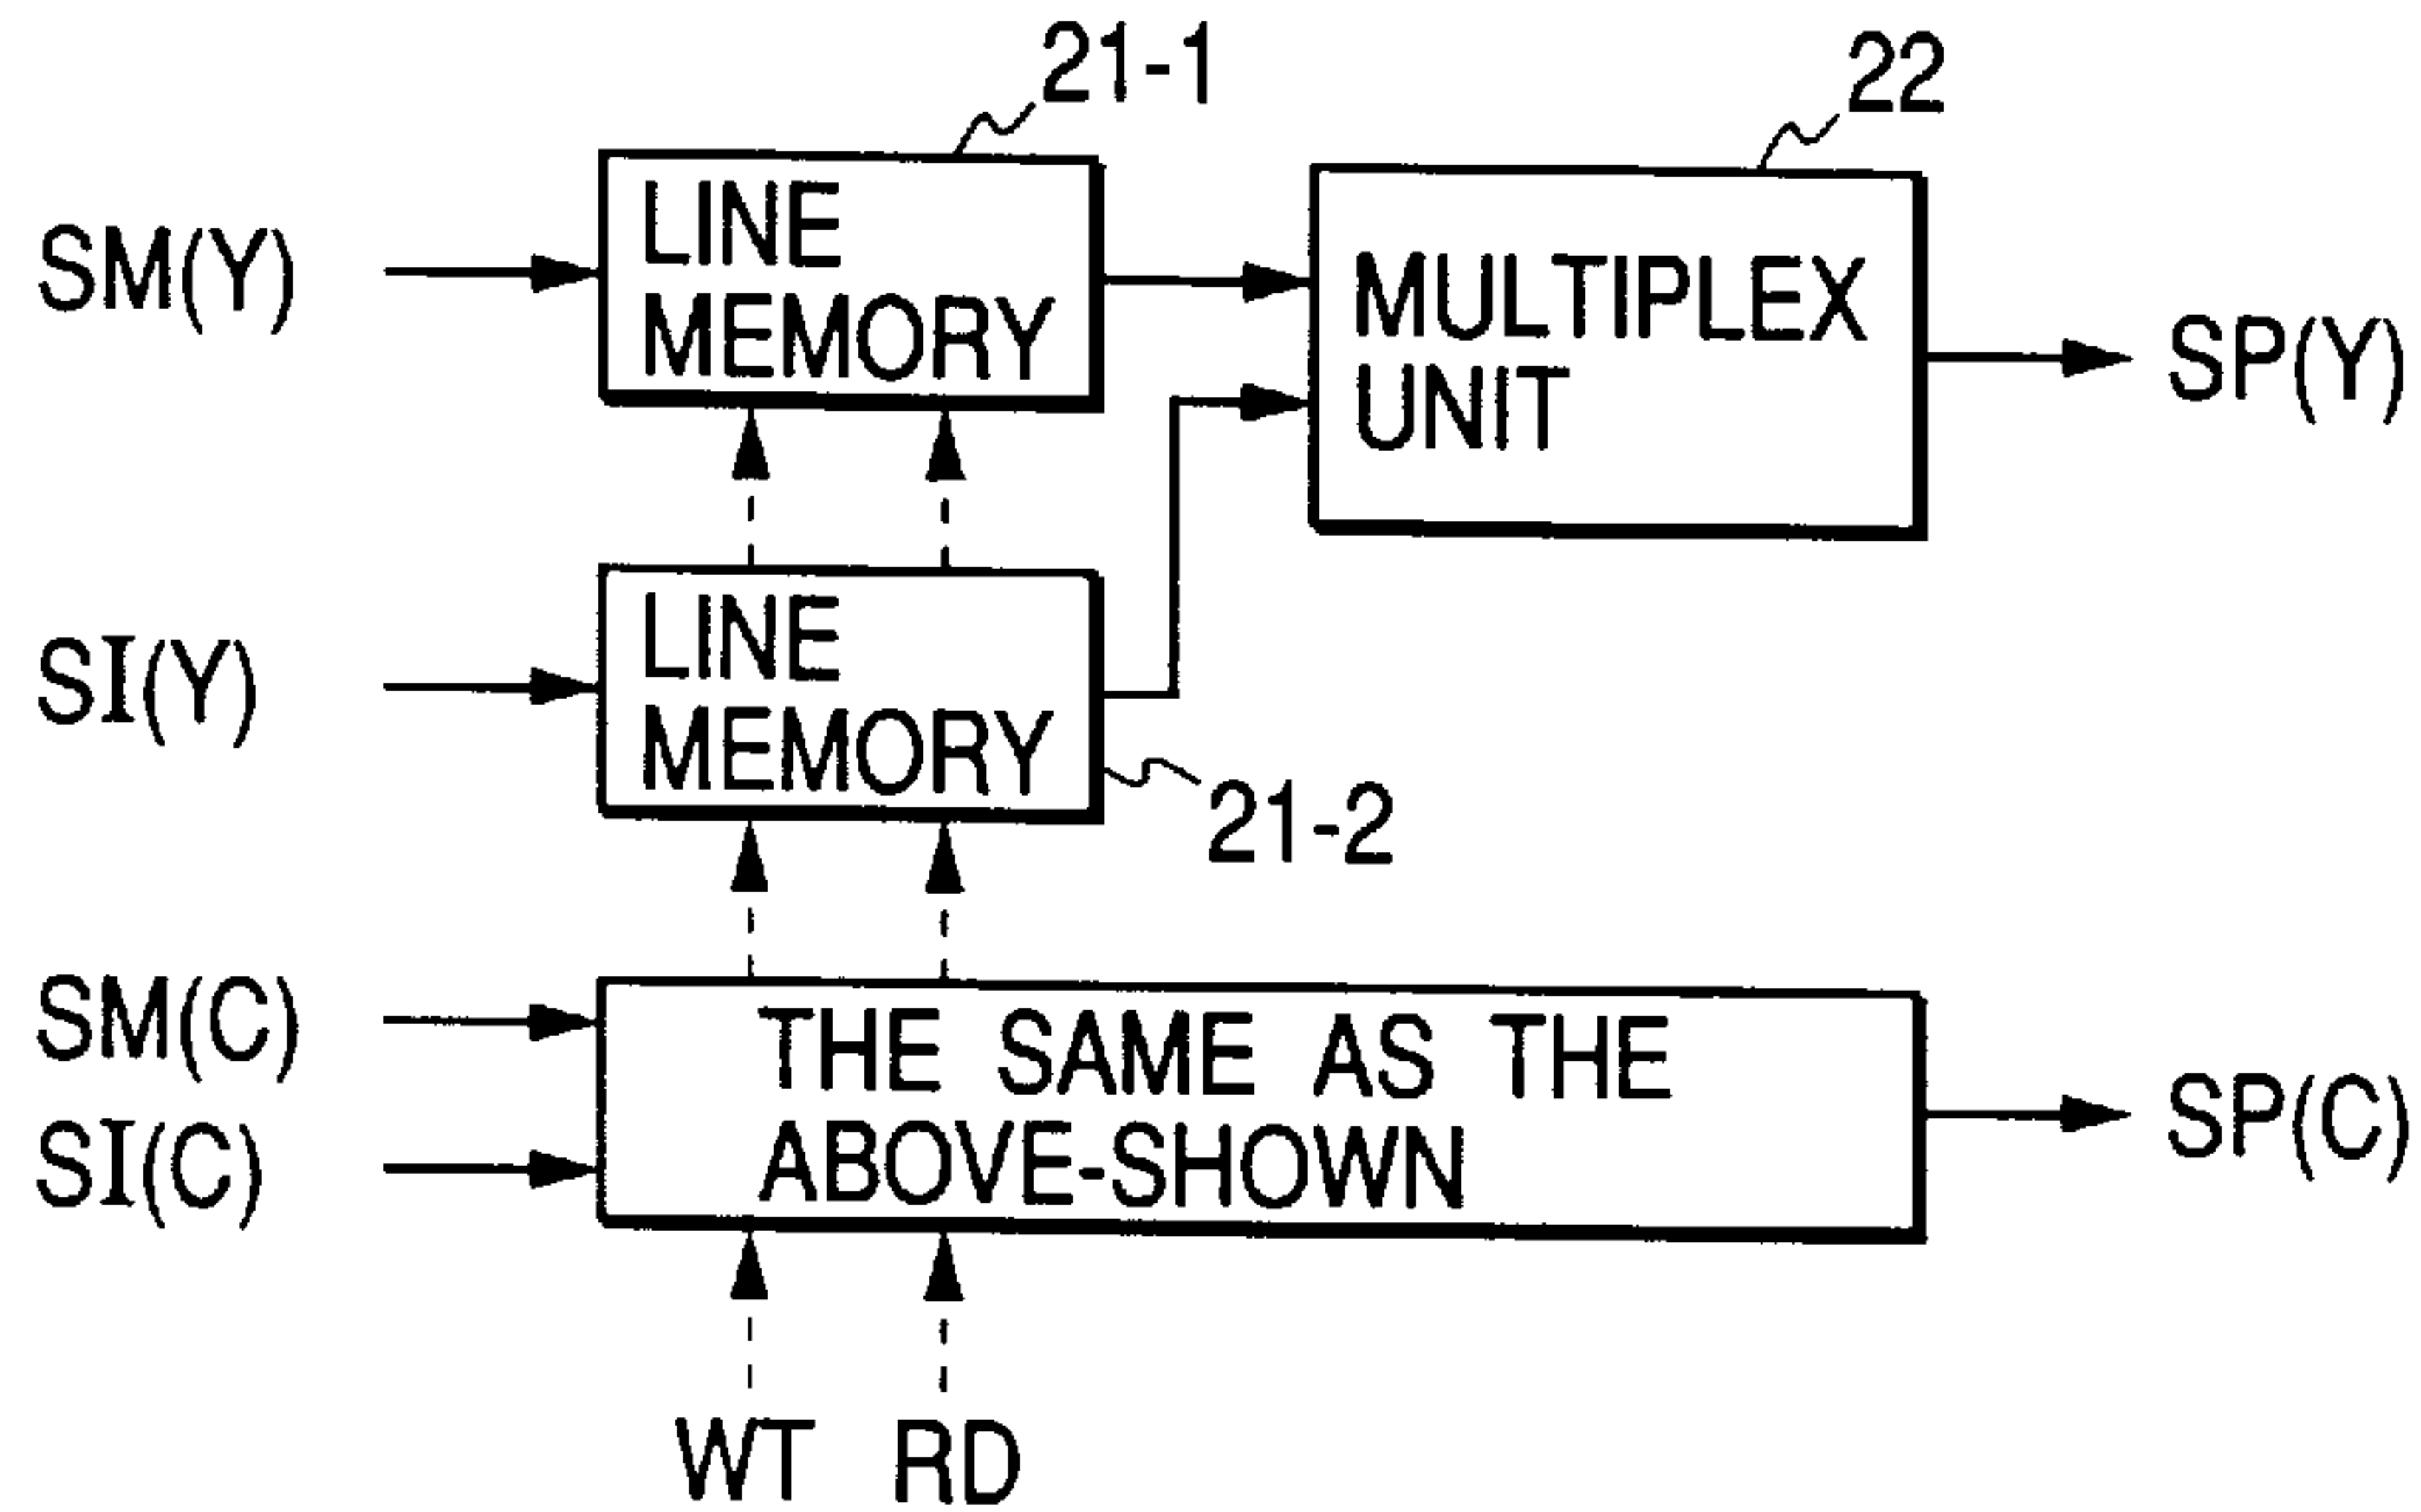 21-1
22
SM(Y)
LINE
MEMORY
MULTIPLEX
UNIT
SP(Y)
SI(Y)
LINE
MEMORY
21-2
SM(C)
SI(C)
THE SAME AS THE
ABOVE-SHOWN
SP(C)
WT RD